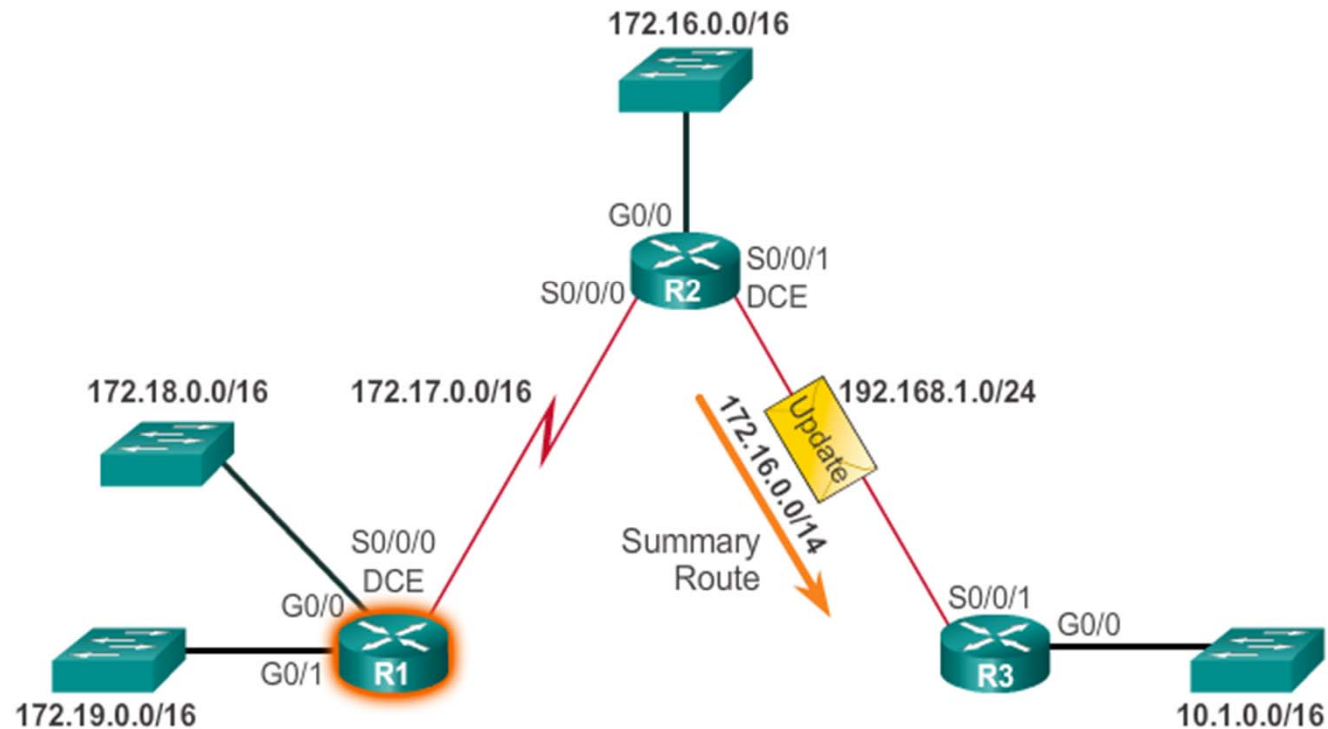 172.16.0.0/16
G0/0
S0/0/1
DCE
R2
S0/0/0
172.18.0.0/16
172.17.0.0/16
192.168.1.0/24
Update
172.16.0.0/14
Summary
Route
S0/0/0
DCE
G0/0
G0/1
R1
172.19.0.0/16
S0/0/1
G0/0
R3
10.1.0.0/16